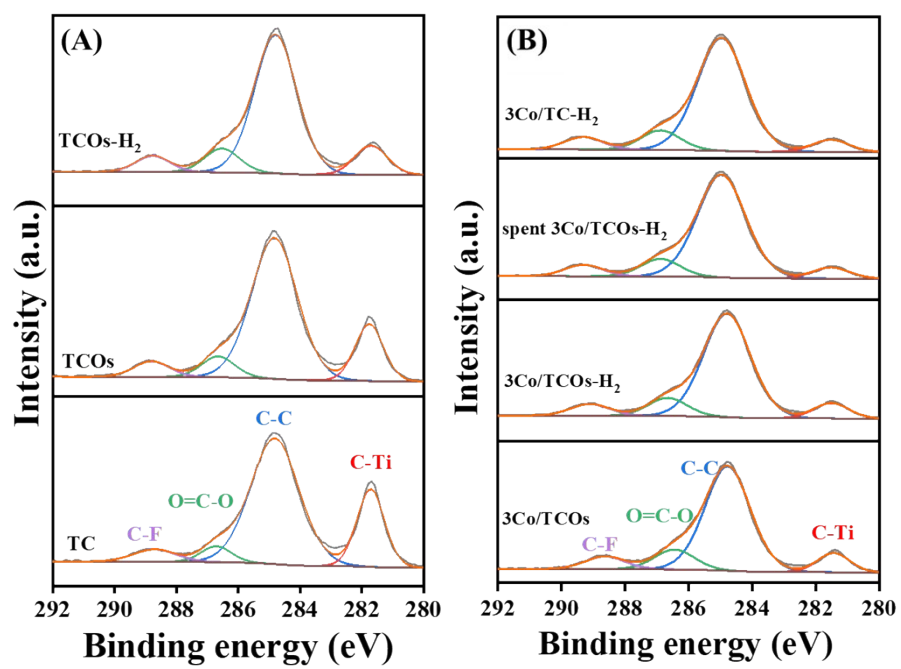 (A)
TCOs-H2
TCOs
C-C
C-Ti
O=C-O
C-F
TC
292 290 288 286 284 282 280
Binding energy (eV)
Intensity (a.u.)
(B)
3Co/TC-H2
spent 3Co/TCOs-H2
3Co/TCOs-H2
C-C
3Co/TCOs
O=C-O
C-Ti
C-F
292 290 288 286 284 282 280
Binding energy (eV)
Intensity (a.u.)